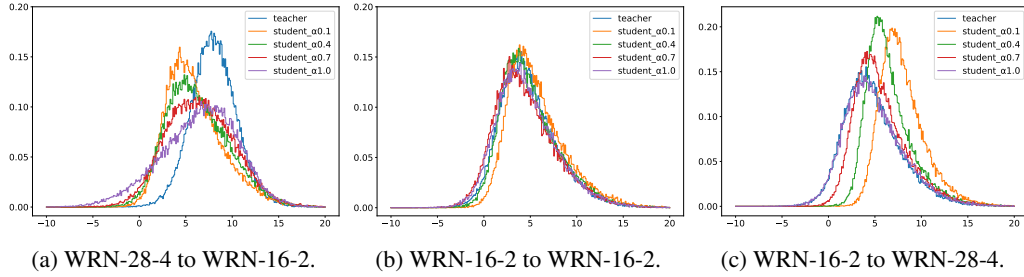 teacher
student_α0.1
student_α0.4
student_α0.7
student_α1.0
0.00
0.05
0.10
0.15
−10
−5
0
5
10
15
20
(a) WRN-28-4 to WRN-16-2.
teacher
student_α0.1
student_α0.4
student_α0.7
student_α1.0
0.00
0.05
0.10
0.15
−10
−5
0
5
10
15
20
(b) WRN-16-2 to WRN-16-2.
teacher
student_α0.1
student_α0.4
student_α0.7
student_α1.0
0.00
0.05
0.10
0.15
0.20
−10
−5
0
5
10
15
20
(c) WRN-16-2 to WRN-28-4.